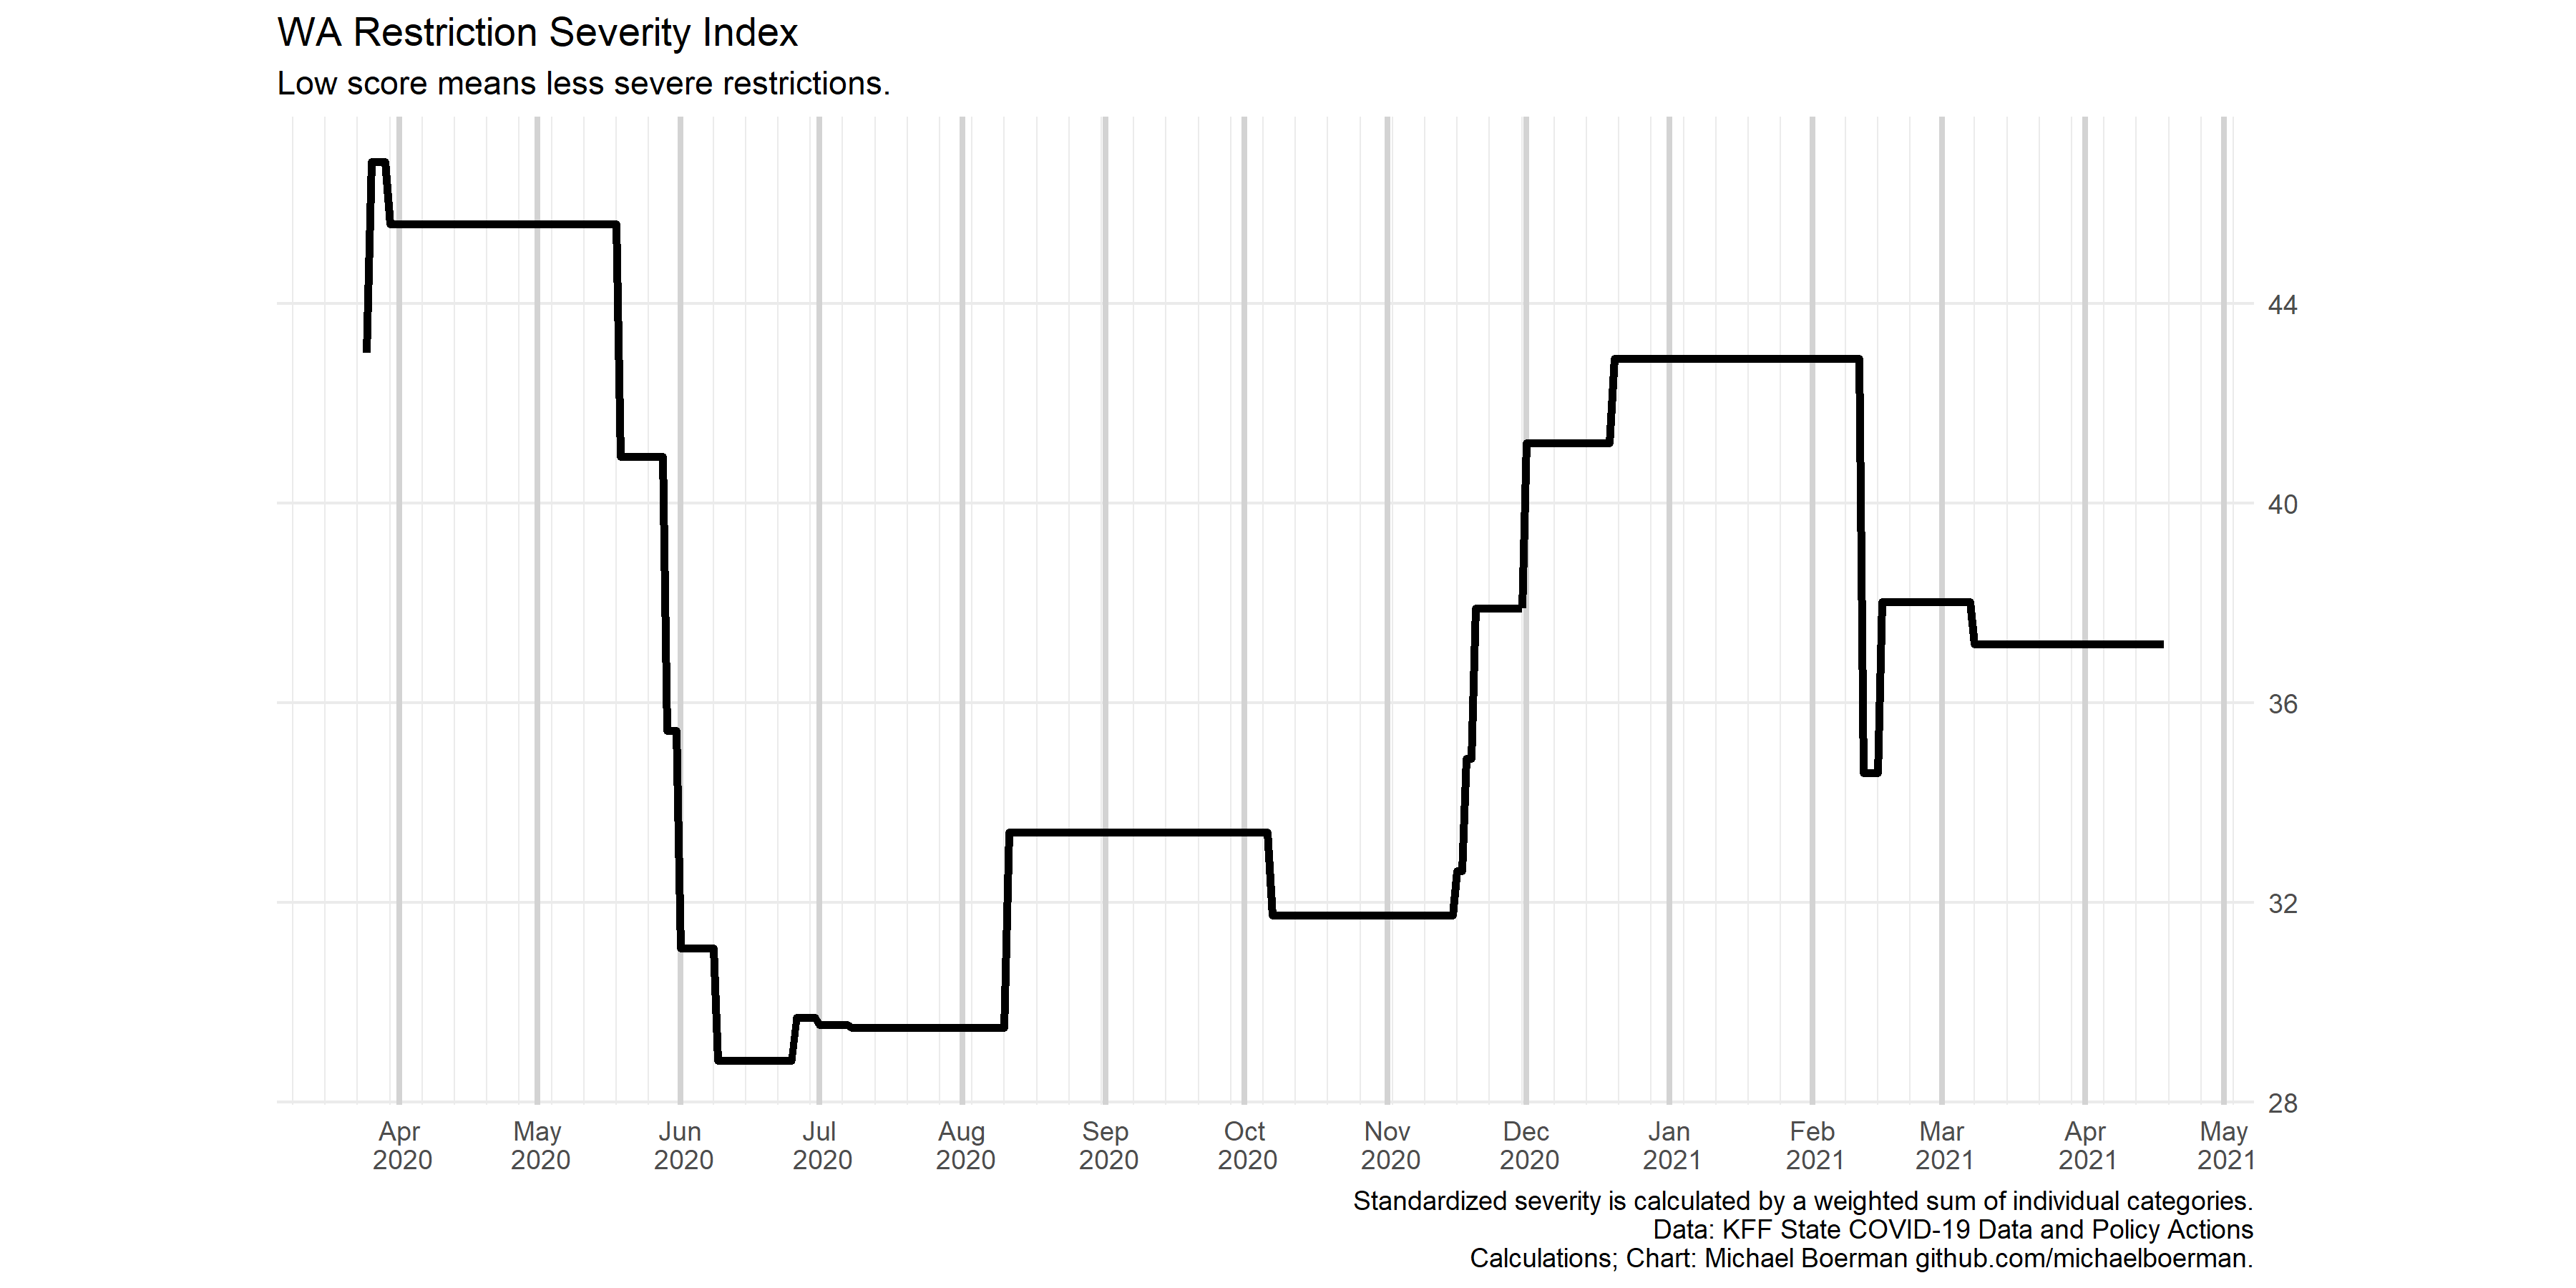 WA Restriction Severity Index
Low score means less severe restrictions.
44
40
36
32
28
Apr 2020
May 2020
Jun 2020
Jul 2020
Aug 2020
Sep 2020
Oct 2020
Nov 2020
Dec 2020
Jan 2021
Feb 2021
Mar 2021
Apr 2021
May 2021
Standardized severity is calculated by a weighted sum of individual categories.
Data: KFF State COVID-19 Data and Policy Actions
Calculations; Chart: Michael Boerman github.com/michaelboerman.